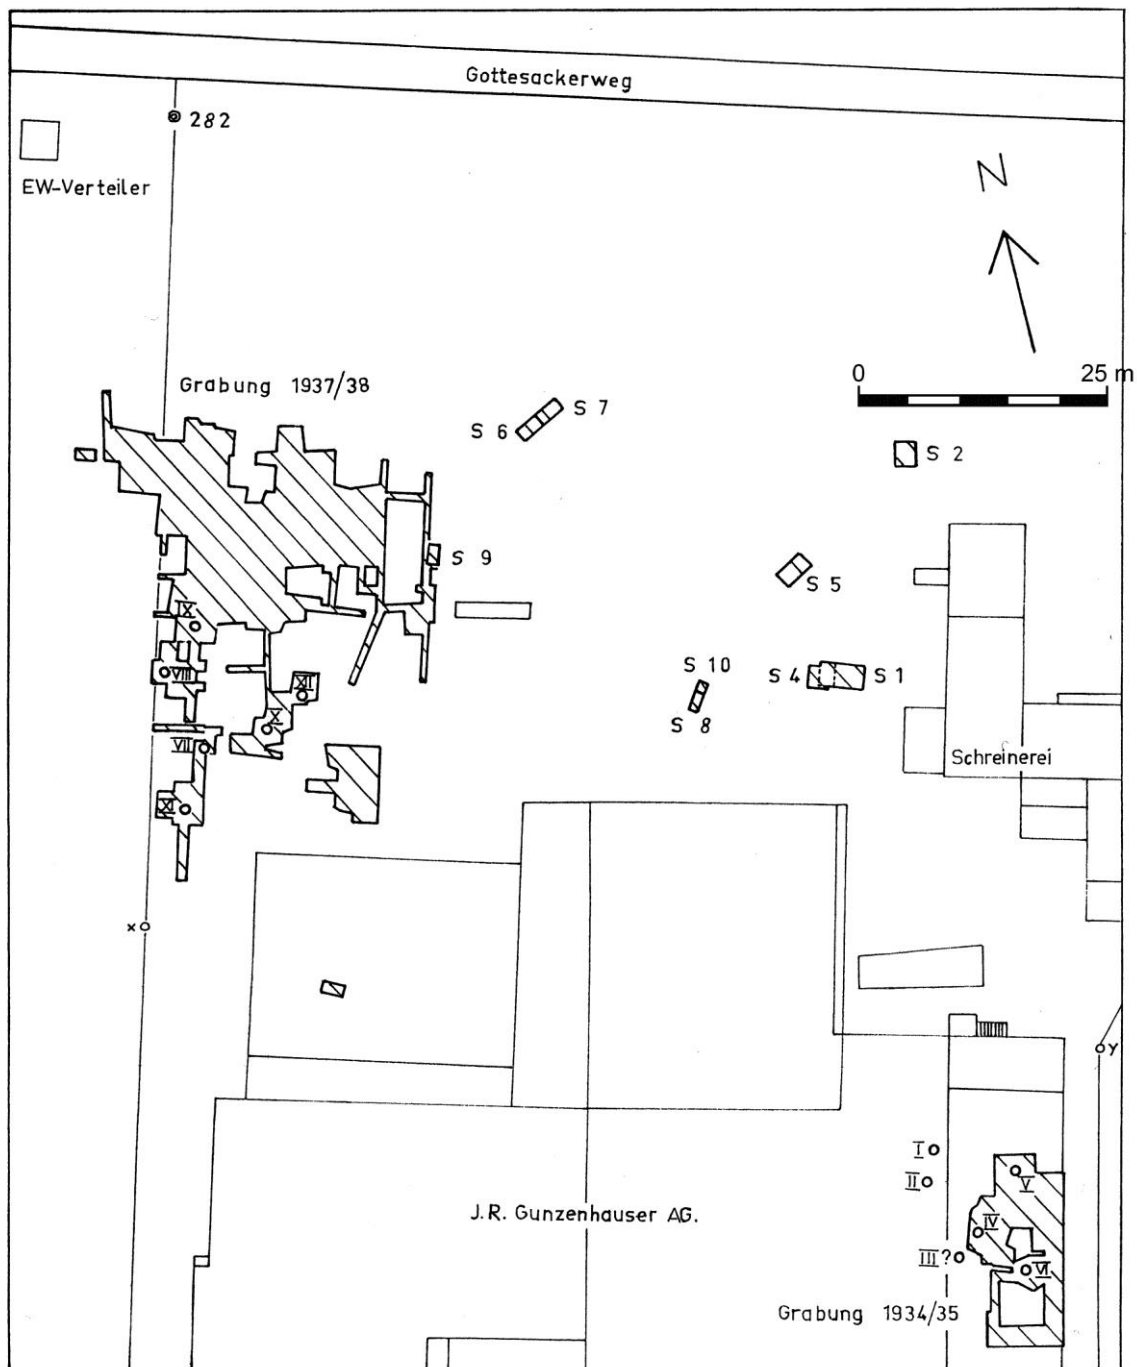 Gottesackerweg
282
EW-Verteiler
N
0 25 m
Grabung 1937/38
S 7
S 6
S 2
S 9
S 5
IX
S 10
S 4
S 1
VIII
XII
S 8
X
VII
Schreinerei
XI
x
y
I
II
V
J.R. Gunzenhauser AG.
IV
III?
VI
Grabung 1934/35